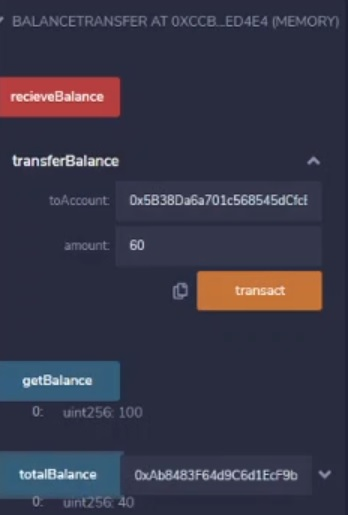 BALANCETRANSFER AT 0XCCB...ED4E4 (MEMORY)
recieveBalance
transferBalance
toAccount: 0x5B38Da6a701c568545dCfcB
amount: 60
transact
getBalance
0: uint256: 100
totalBalance 0xAb8483F64d9C6d1EcF9b
0: uint256: 40